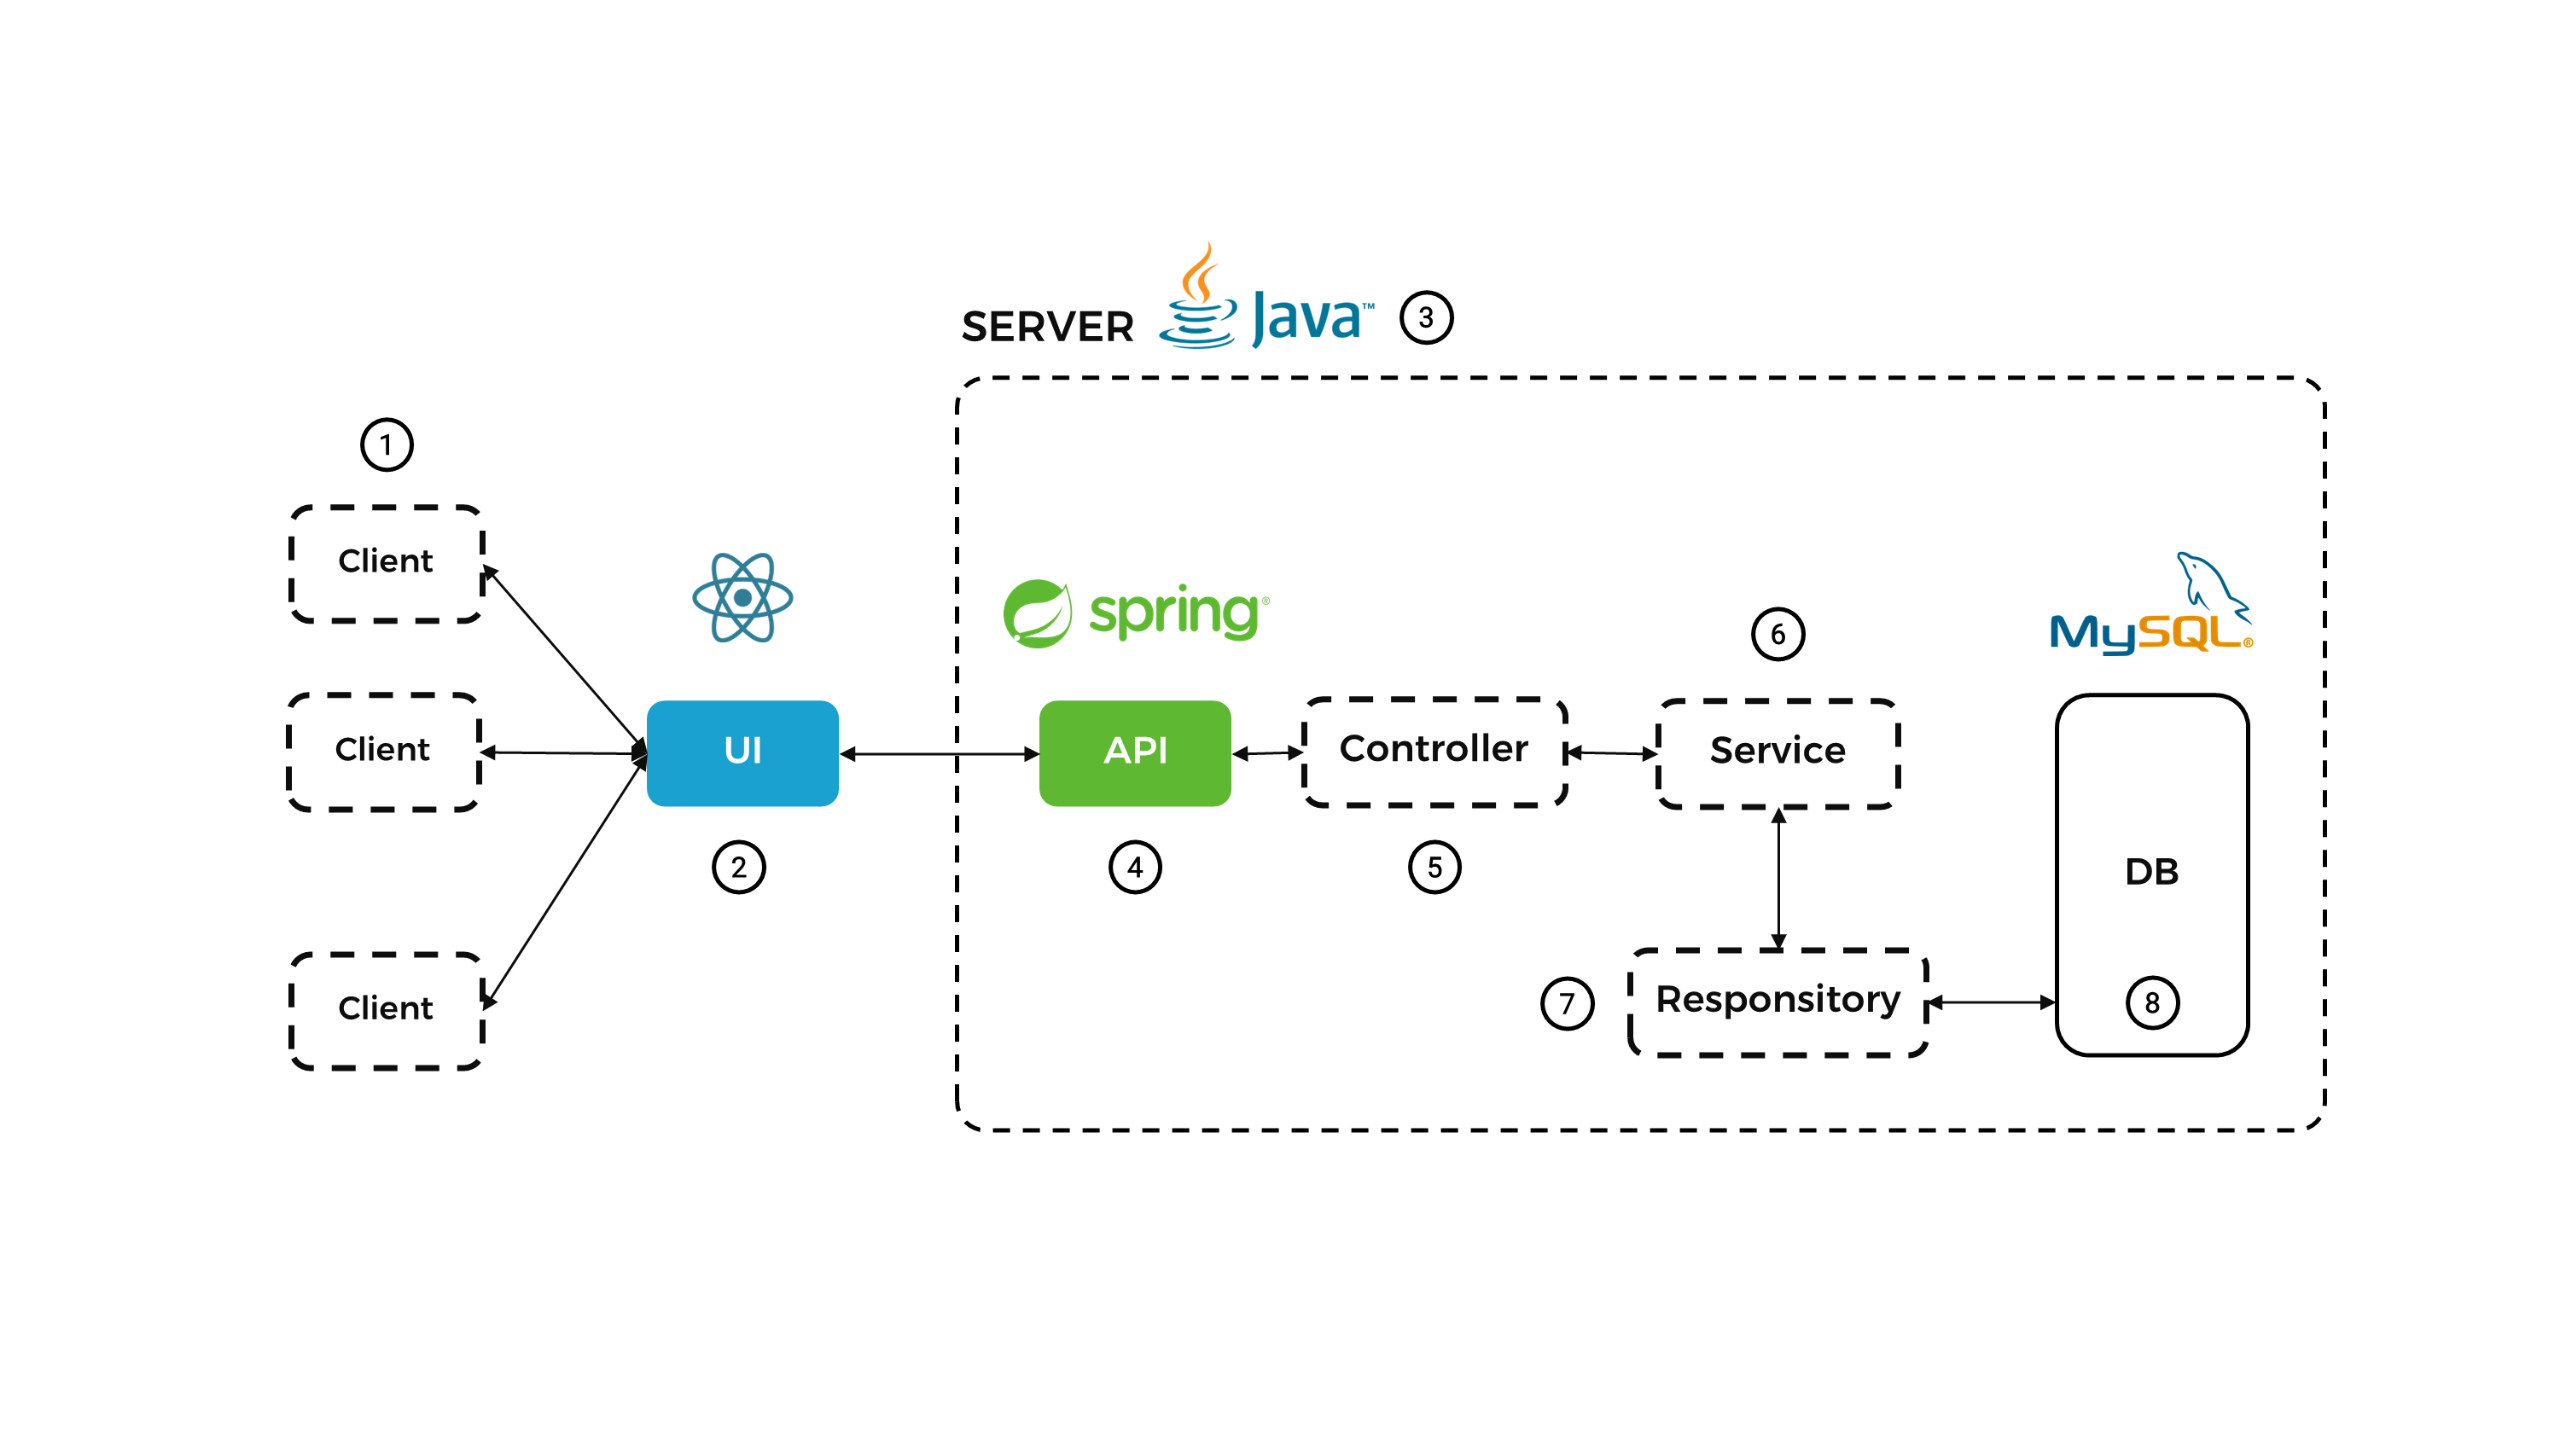 SERVER
Java™
3
1
Client
Client
Client
UI
2
spring®
API
4
Controller
5
6
Service
7
Responsitory
MySQL®
DB
8